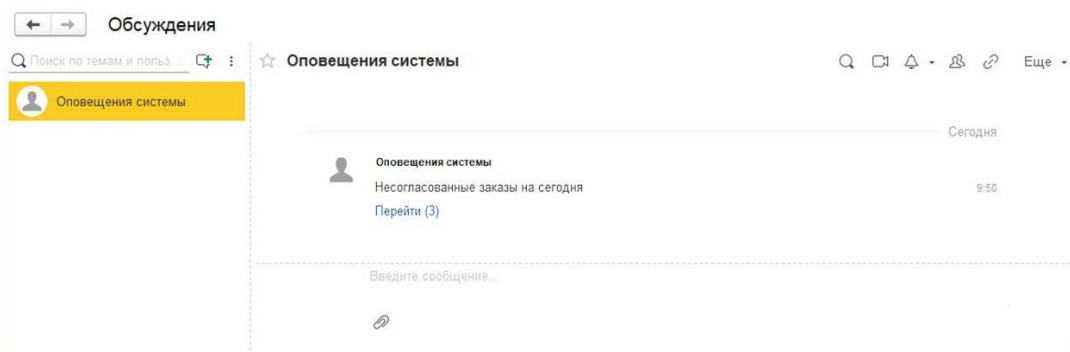 Обсуждения
Поиск по темам и польз...
Оповещения системы
Оповещения системы
Еще
Сегодня
Оповещения системы
Несогласованные заказы на сегодня
9:50
Перейти (3)
Введите сообщение...